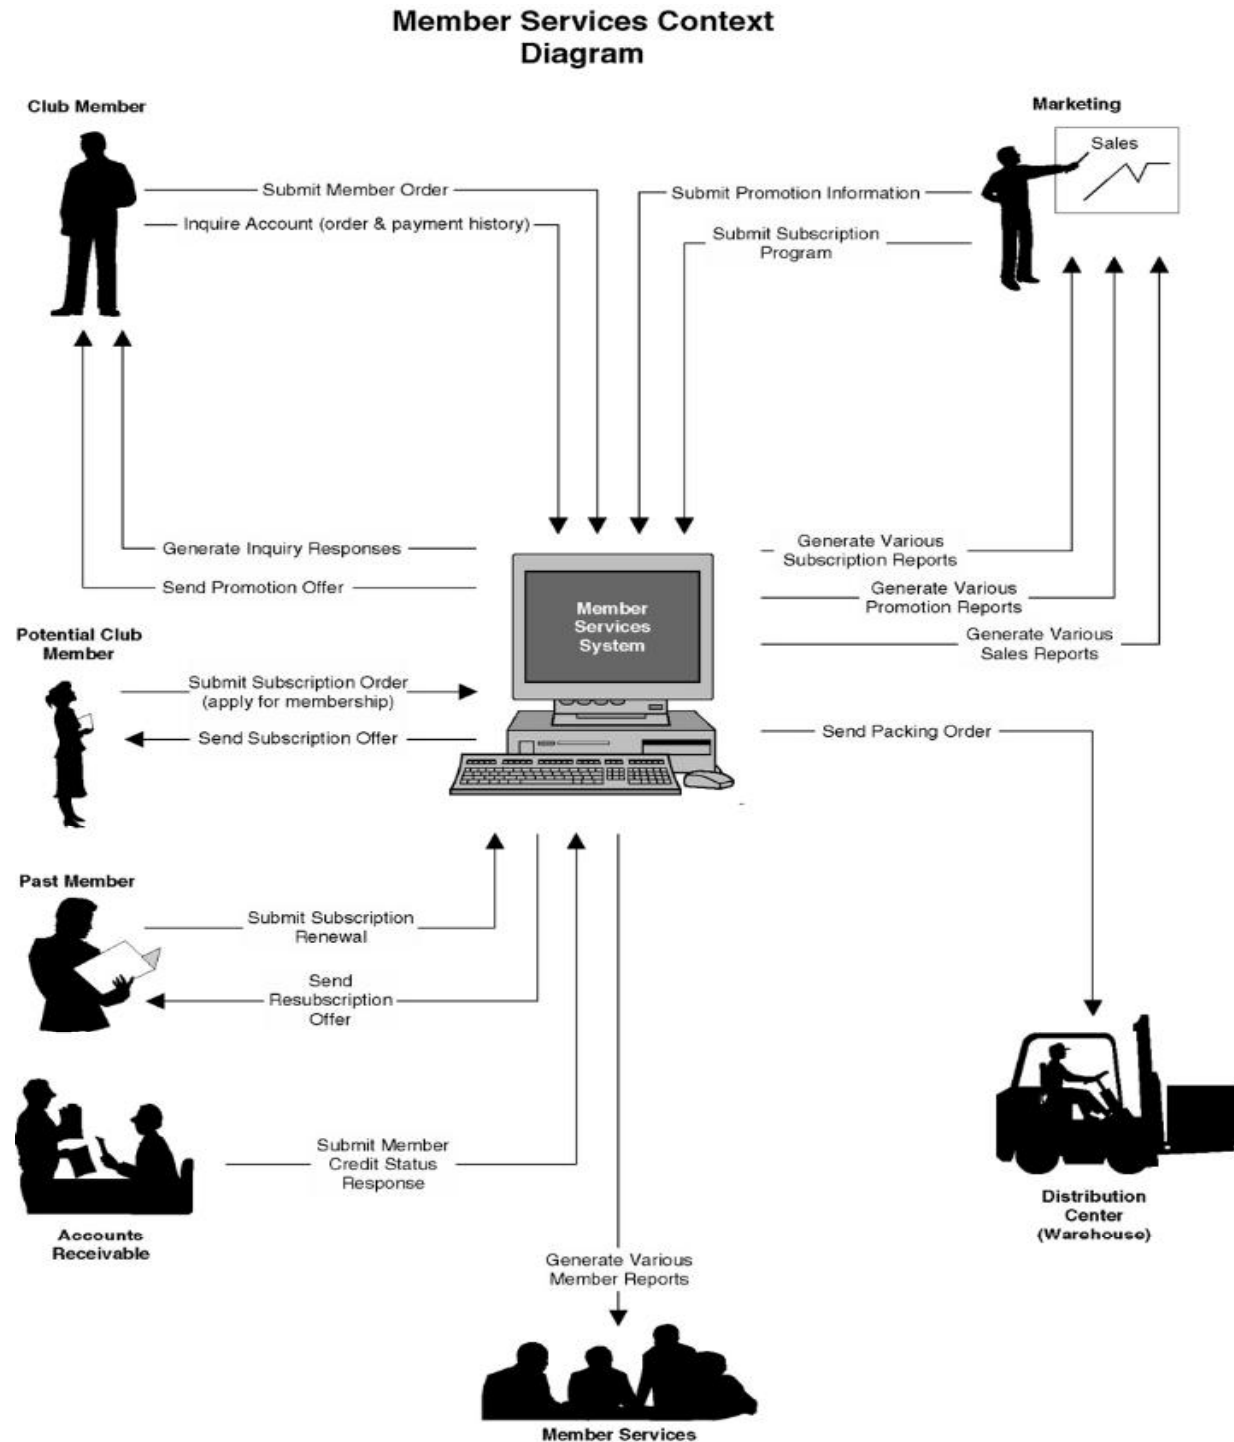 Member Services Context
Diagram
Club Member
Marketing
Sales
Submit Member Order
Submit Promotion Information
Inquire Account (order & payment history)
Submit Subscription
Program
Generate Inquiry Responses
Generate Various
Subscription Reports
Send Promotion Offer
Generate Various
Promotion Reports
Member
Services
System
Potential Club
Member
Generate Various
Sales Reports
Submit Subscription Order
(apply for membership)
Send Subscription Offer
Send Packing Order
Past Member
Submit Subscription
Renewal
Send
Resubscription
Offer
Submit Member
Credit Status
Response
Distribution
Center
(Warehouse)
Accounts
Receivable
Generate Various
Member Reports
Member Services